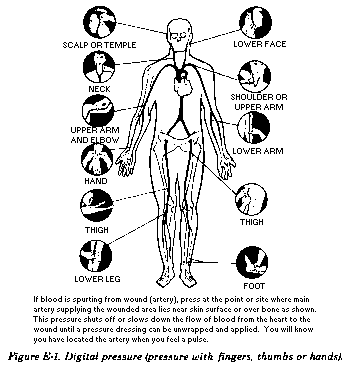 SCALP OR TEMPLE
LOWER FACE
NECK
SHOULDER OR
UPPER ARM
UPPER ARM
AND ELBOW
LOWER ARM
HAND
THIGH
THIGH
LOWER LEG
FOOT
If blood is spurting from wound (artery), press at the point or site where main
artery supplying the wounded area lies near skin surface or over bone as shown.
This pressure shuts off or slows down the flow of blood from the heart to the
wound until a pressure dressing can be unwrapped and applied. You will know
you have located the artery when you feel a pulse.
Figure E-1. Digital pressure (pressure with fingers, thumbs or hands).